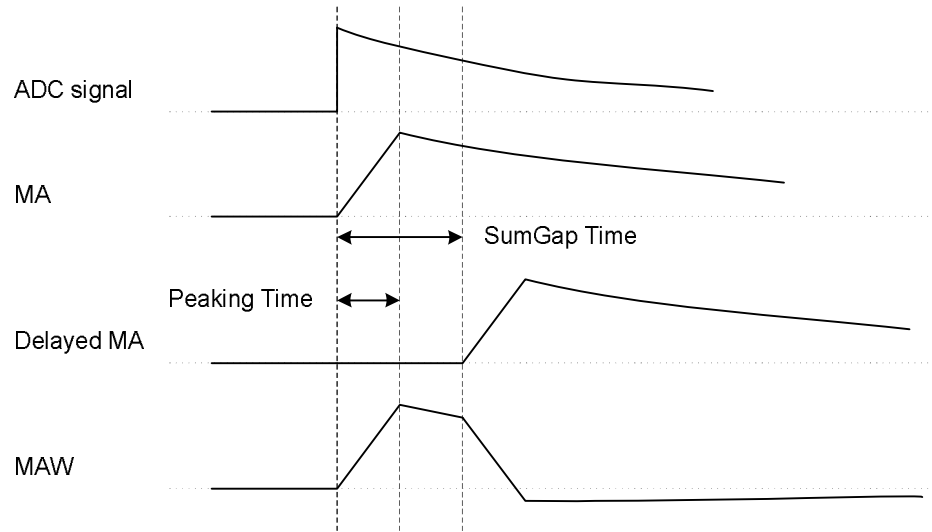 ADC signal
MA
SumGap Time
Peaking Time
Delayed MA
MAW